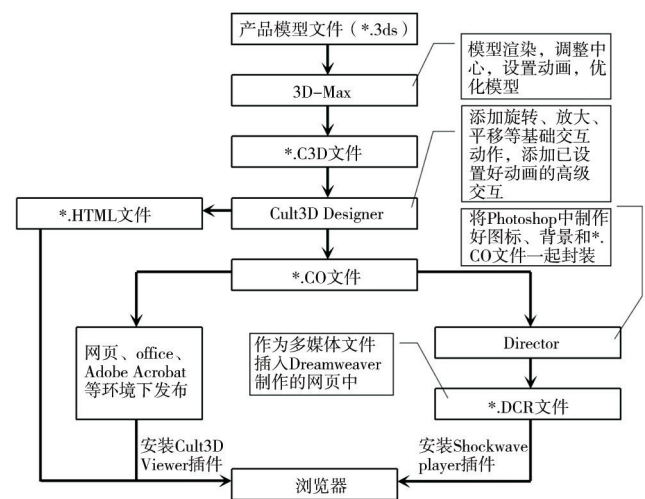 产品模型文件（*.3ds）
模型渲染，调整中
心，设置动画，优
化模型
3D-Max
添加旋转、放大、
平移等基础交互
动作，添加已设
置好动画的高级
交互
*.C3D文件
*.HTML文件
Cult3D Designer
将Photoshop中制作
好图标、背景和*.
CO文件一起封装
*.CO文件
网页、office、
Adobe Acrobat
等环境下发布
作为多媒体文件
插入Dreamweaver
制作的网页中
Director
*.DCR文件
安装Cult3D
Viewer插件
安装Shockwave
player插件
浏览器